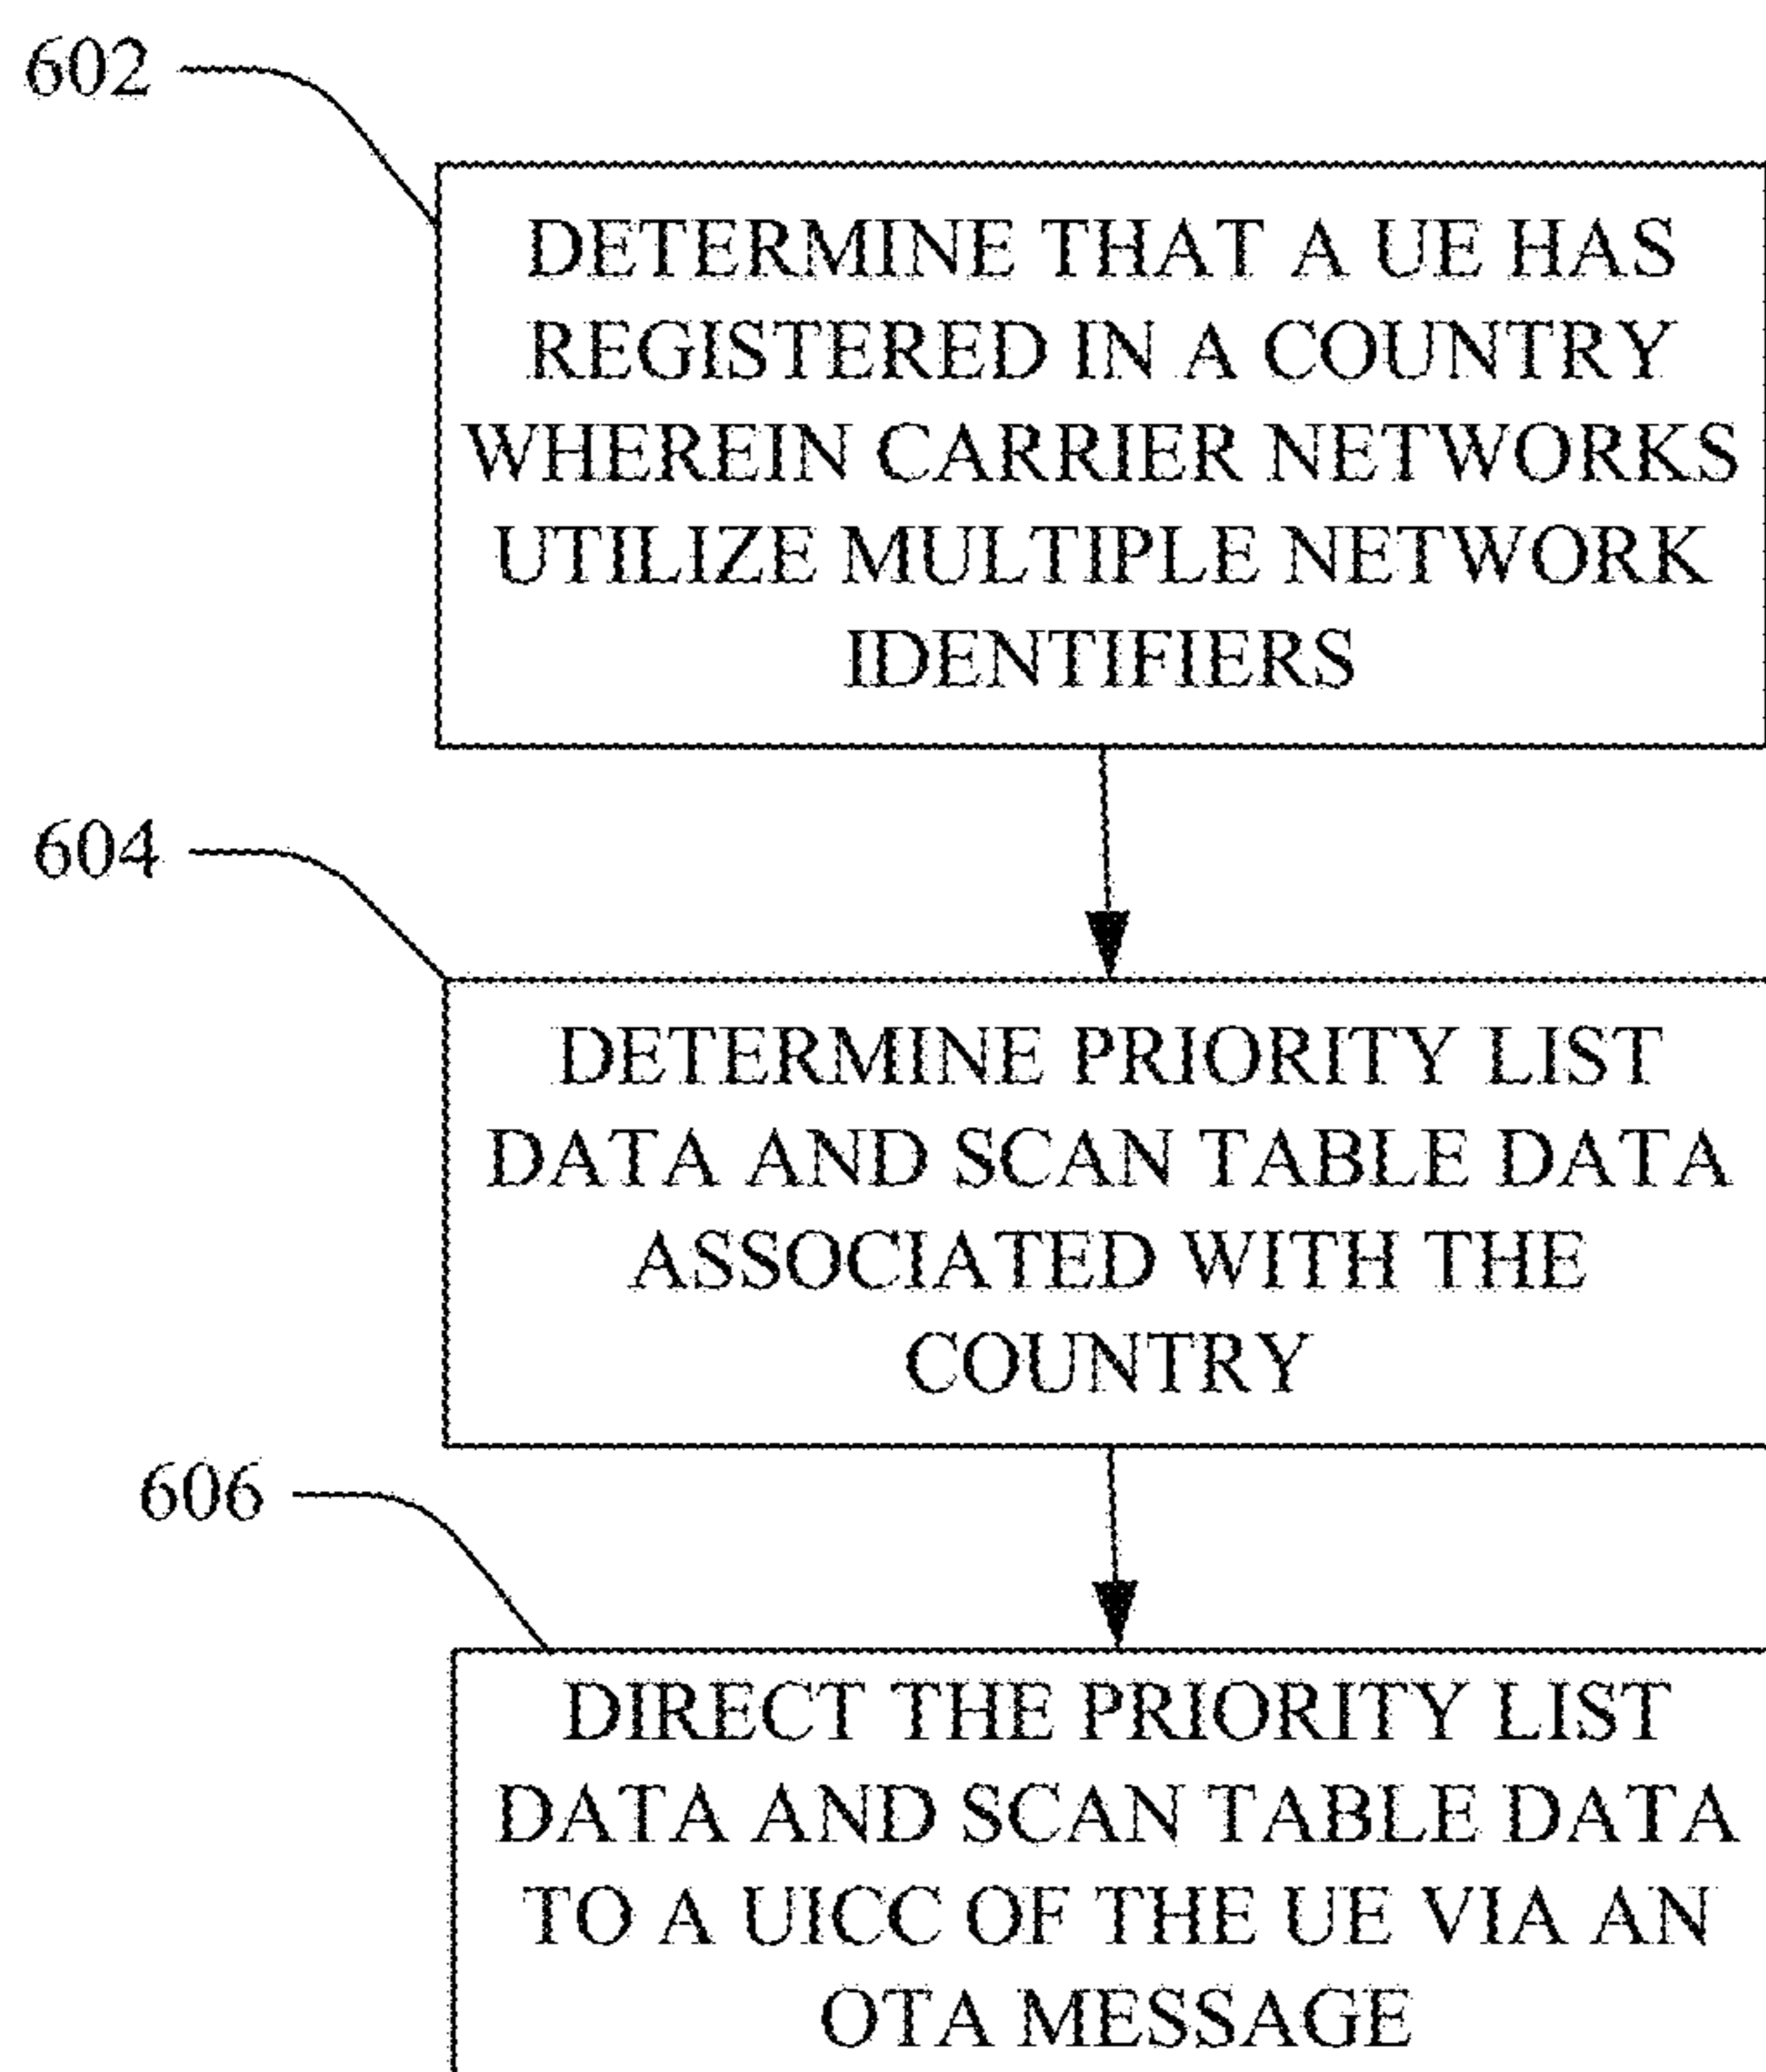 602
DETERMINE THAT A UE HAS
REGISTERED IN A COUNTRY
WHEREIN CARRIER NETWORKS
UTILIZE MULTIPLE NETWORK
IDENTIFIERS
604
DETERMINE PRIORITY LIST
DATA AND SCAN TABLE DATA
ASSOCIATED WITH THE
COUNTRY
606
DIRECT THE PRIORITY LIST
DATA AND SCAN TABLE DATA
TO A UICC OF THE UE VIA AN
OTA MESSAGE